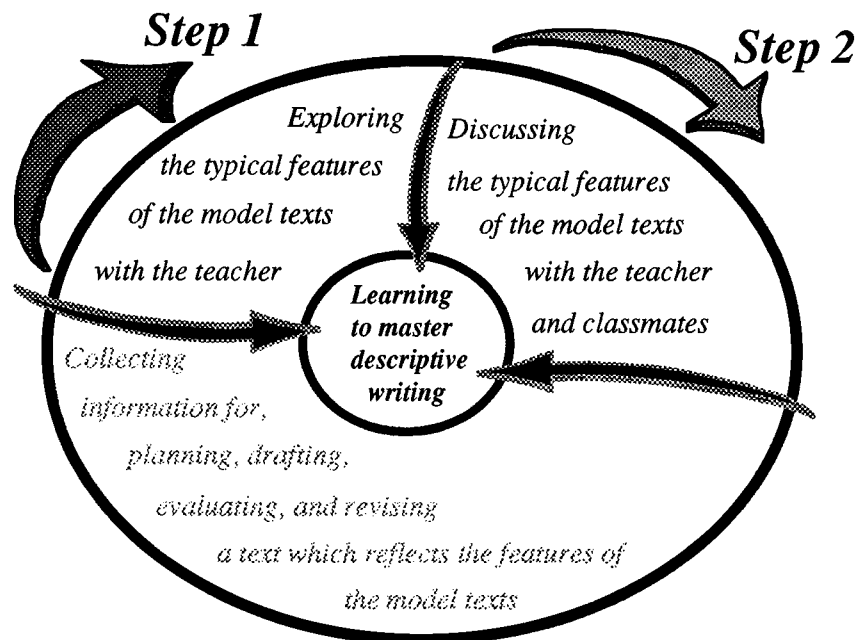 Step 1
Step 2
Exploring
the typical features
of the model texts
with the teacher
Discussing
the typical features
of the model texts
with the teacher
and classmates
Learning
to master
descriptive
writing
Collecting
information for,
planning, drafting,
evaluating, and revising
a text which reflects the features of
the model texts